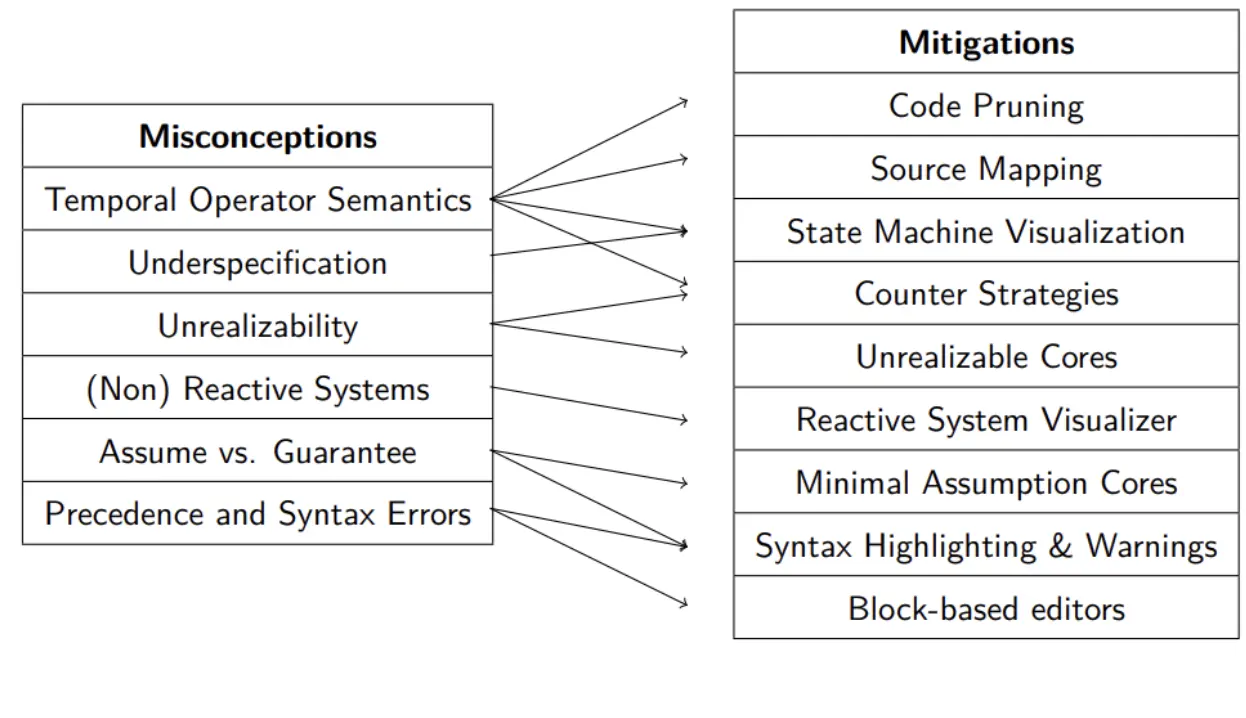 Misconceptions
Temporal Operator Semantics
Underspecification
Unrealizability
(Non) Reactive Systems
Assume vs. Guarantee
Precedence and Syntax Errors
Mitigations
Code Pruning
Source Mapping
State Machine Visualization
Counter Strategies
Unrealizable Cores
Reactive System Visualizer
Minimal Assumption Cores
Syntax Highlighting & Warnings
Block-based editors